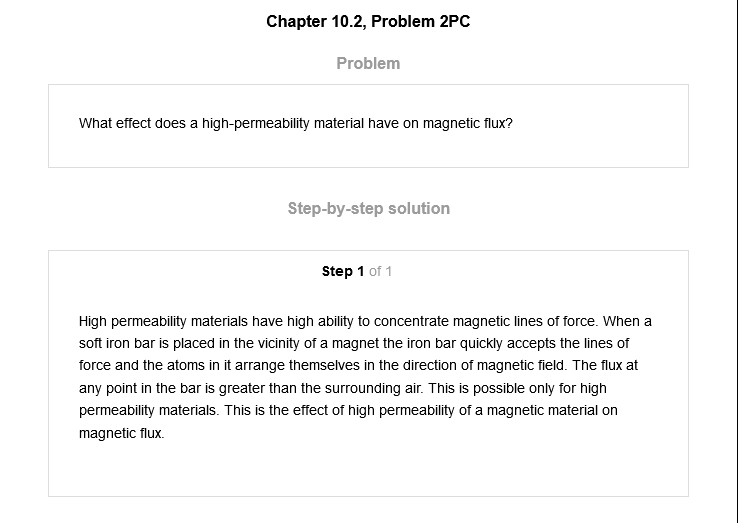 Chapter 10.2, Problem 2PC
Problem
What effect does a high-permeability material have on magnetic flux?
Step-by-step solution
Step 1 of 1
High permeability materials have high ability to concentrate magnetic lines of force. When a
soft iron bar is placed in the vicinity of a magnet the iron bar quickly accepts the lines of
force and the atoms in it arrange themselves in the direction of magnetic field. The flux at
any point in the bar is greater than the surrounding air. This is possible only for high
permeability materials. This is the effect of high permeability of a magnetic material on
magnetic flux.